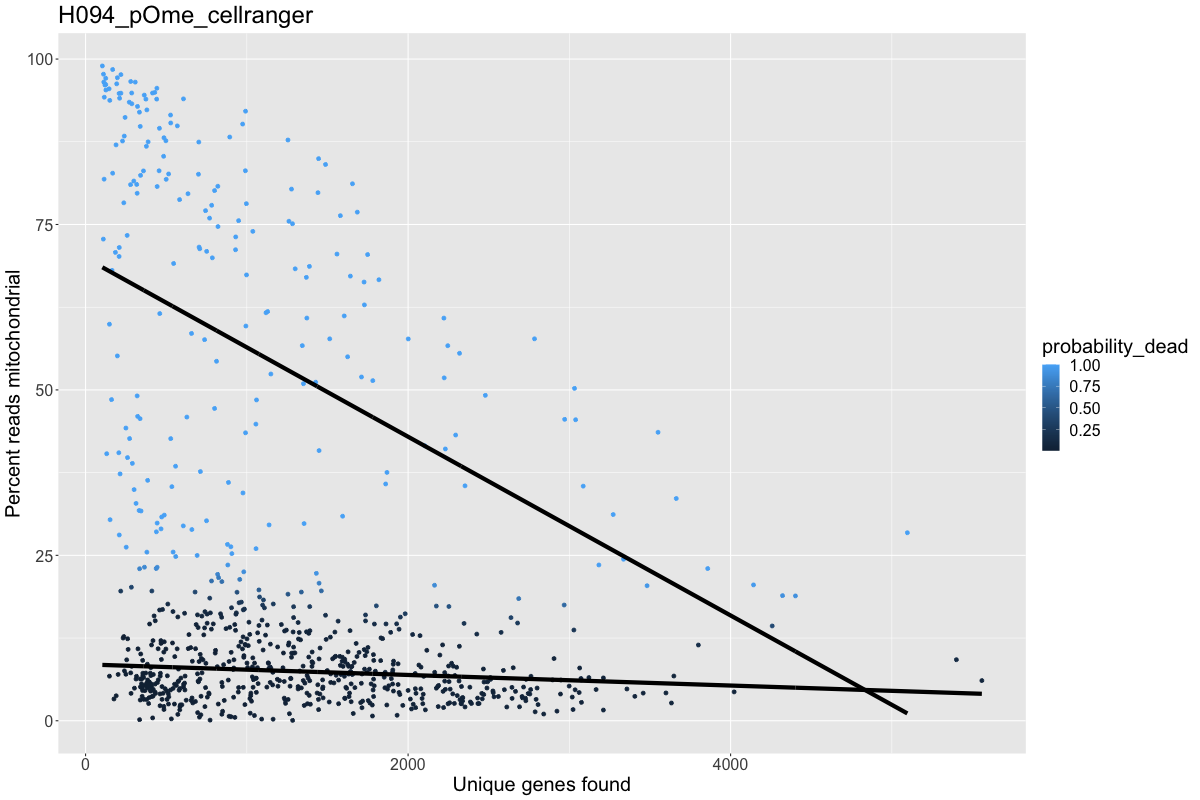 H094_pOme_cellranger
Percent reads mitochondrial
100
75
50
25
0
0 2000 4000
Unique genes found
probability_dead
1.00
0.75
0.50
0.25